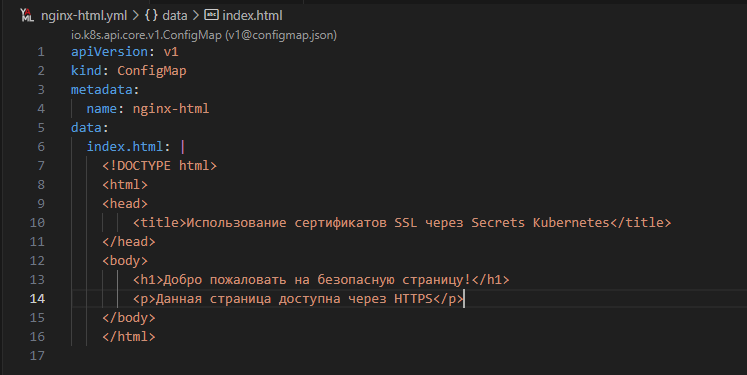 YAML nginx-html.yml > {} data > abc index.html
io.k8s.api.core.v1.ConfigMap (v1@configmap.json)
1 apiVersion: v1
2 kind: ConfigMap
3 metadata:
4   name: nginx-html
5 data:
6   index.html: |
7     <!DOCTYPE html>
8     <html>
9     <head>
10         <title>Использование сертификатов SSL через Secrets Kubernetes</title>
11     </head>
12     <body>
13         <h1>Добро пожаловать на безопасную страницу!</h1>
14         <p>Данная страница доступна через HTTPS</p>
15     </body>
16     </html>
17